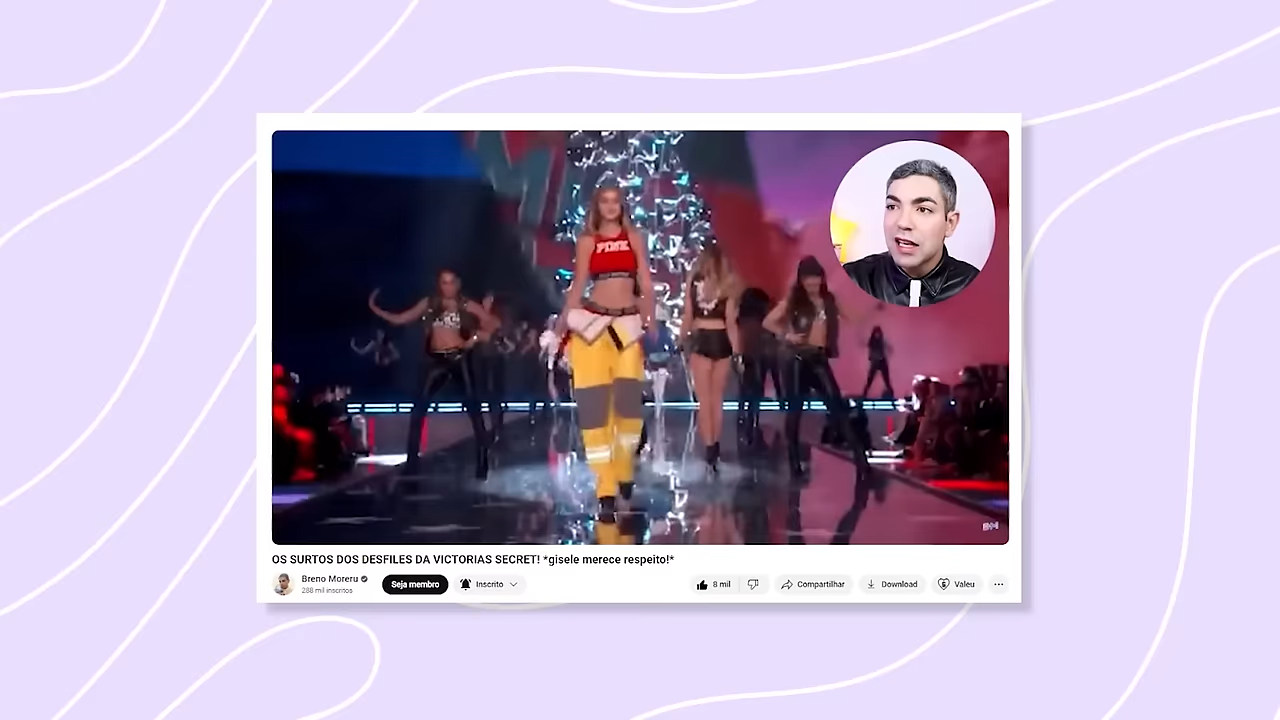 PINK
OS SURTOS DOS DESFILES DA VICTORIAS SECRET! *gisele merece respeito!*
Breno Moreru
288 mil inscritos
Seja membro
Inscrito
8 mil
Compartilhar
Download
Valeu